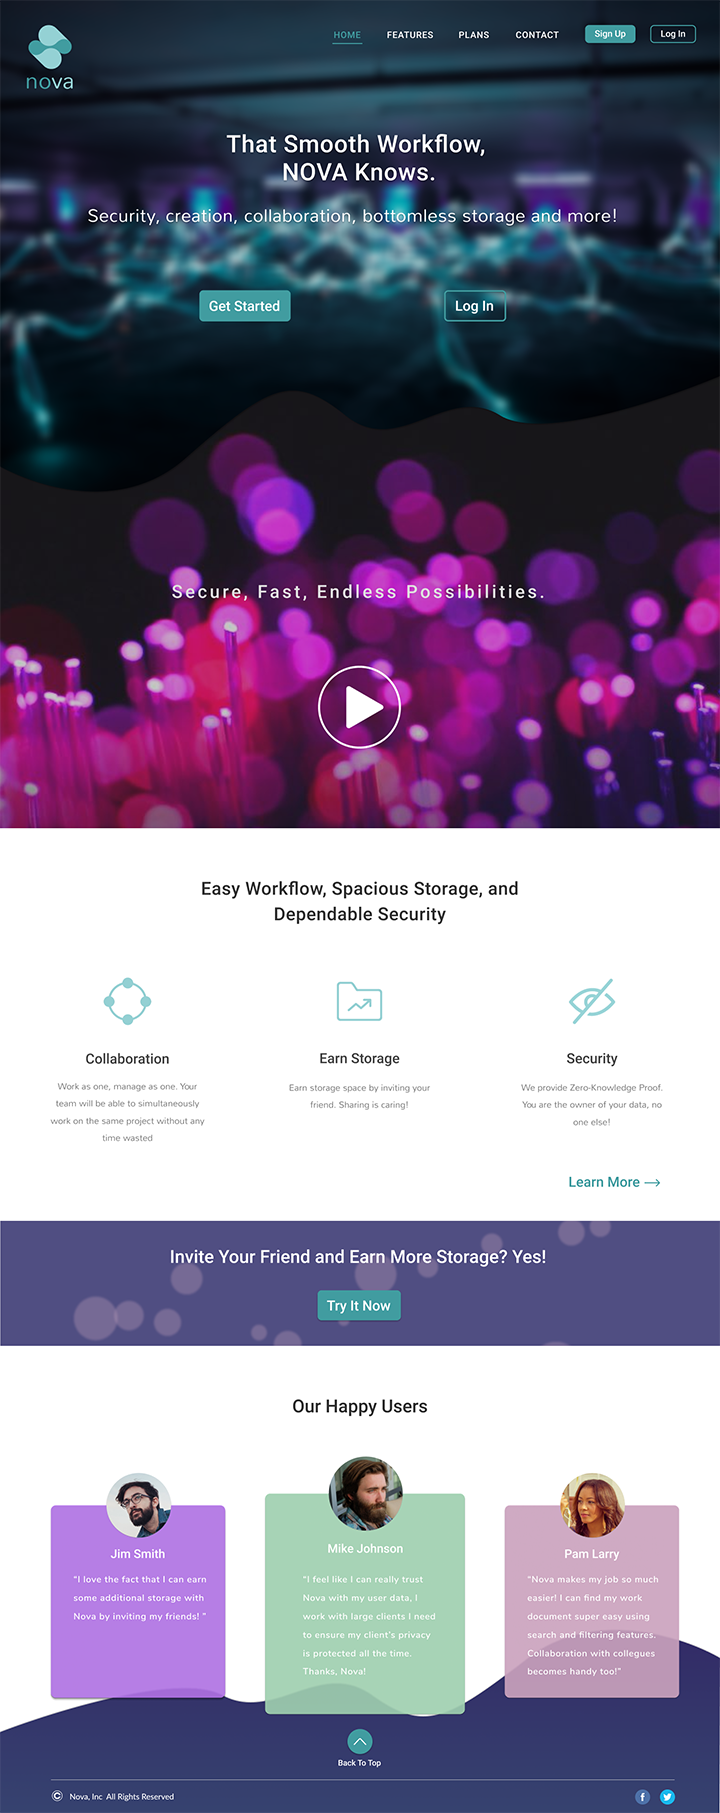 nova
HOME FEATURES PLANS CONTACT Sign Up Log In
That Smooth Workflow,
NOVA Knows.
Security, creation, collaboration, bottomless storage and more!
Get Started Log In
Secure, Fast, Endless Possibilities.
Easy Workflow, Spacious Storage, and
Dependable Security
Collaboration
Work as one, manage as one. Your
team will be able to simultaneously
work on the same project without any
time wasted
Earn Storage
Earn storage space by inviting your
friend. Sharing is caring!
Security
We provide Zero-Knowledge Proof.
You are the owner of your data, no
one else!
Learn More →
Invite Your Friend and Earn More Storage? Yes!
Try It Now
Our Happy Users
Jim Smith
"I love the fact that I can earn
some additional storage with
Nova by inviting my friends! "
Mike Johnson
"I feel like I can really trust
Nova with my user data, I
work with large clients I need
to ensure my client's privacy
is protected all the time.
Thanks, Nova!
Pam Larry
"Nova makes my job so much
easier! I can find my work
document super easy using
search and filtering features.
Collaboration with collegues
becomes handy too!"
Back To Top
© Nova, Inc All Rights Reserved